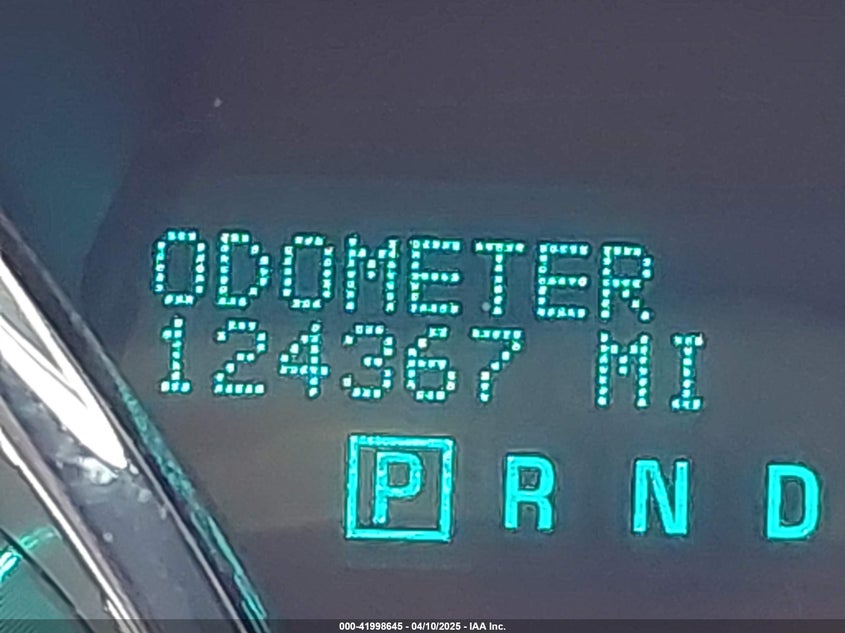 ODOMETER
124367 MI
P R N D
000-41998645 - 04/10/2025 - IAA Inc.